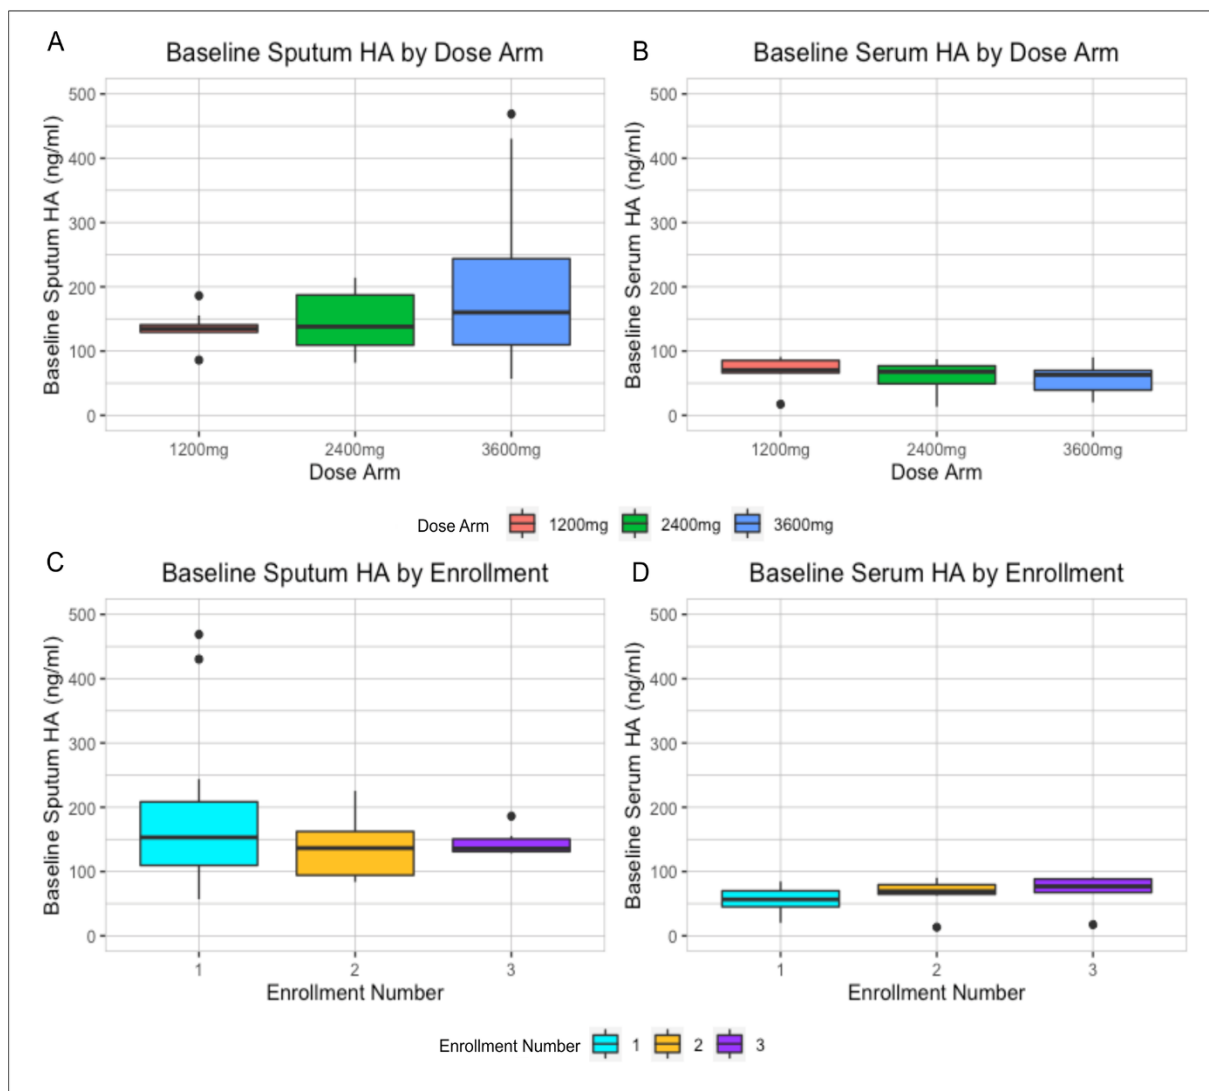 A
Baseline Sputum HA by Dose Arm
Baseline Sputum HA (ng/ml)
500
400
300
200
100
0
1200mg
2400mg
3600mg
Dose Arm
B
Baseline Serum HA by Dose Arm
Baseline Serum HA (ng/ml)
500
400
300
200
100
0
1200mg
2400mg
3600mg
Dose Arm
Dose Arm 1200mg 2400mg 3600mg
C
Baseline Sputum HA by Enrollment
Baseline Sputum HA (ng/ml)
500
400
300
200
100
0
1
2
3
Enrollment Number
D
Baseline Serum HA by Enrollment
Baseline Serum HA (ng/ml)
500
400
300
200
100
0
1
2
3
Enrollment Number
Enrollment Number 1 2 3